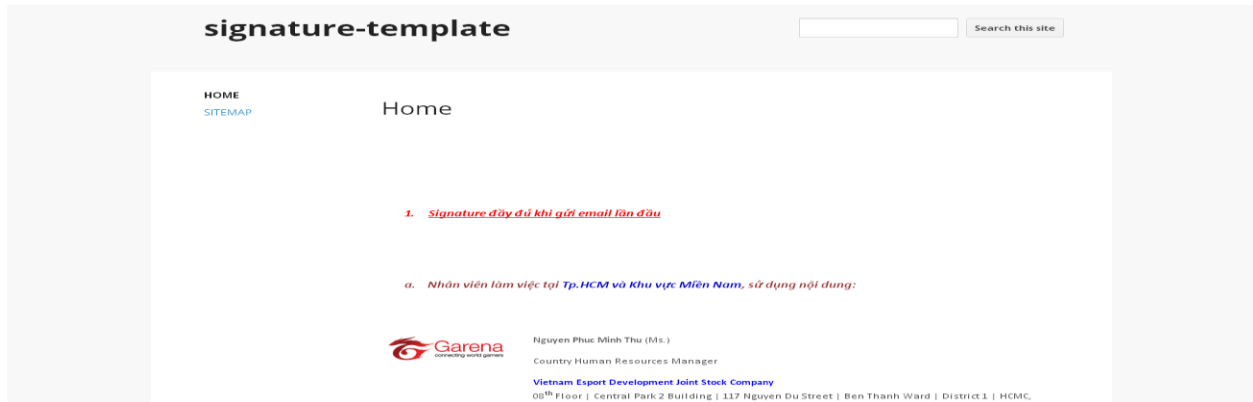 signature-template
Search this site
HOME
SITEMAP
Home
1. Signature đầy đủ khi gửi email lần đầu
a. Nhân viên làm việc tại Tp.HCM và Khu vực Miền Nam, sử dụng nội dung:
Garena
connecting world gamers
Nguyen Phuc Minh Thu (Ms.)
Country Human Resources Manager
Vietnam Esport Development Joint Stock Company
08th Floor | Central Park 2 Building | 117 Nguyen Du Street | Ben Thanh Ward | District 1 | HCMC,